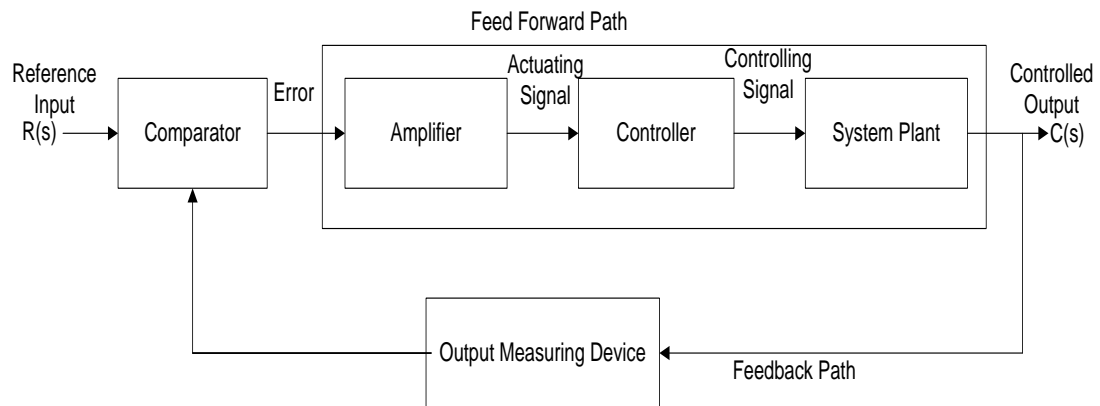 Feed Forward Path
Reference
Input
R(s)
Comparator
Error
Amplifier
Actuating
Signal
Controller
Controlling
Signal
System Plant
Controlled
Output
C(s)
Output Measuring Device
Feedback Path